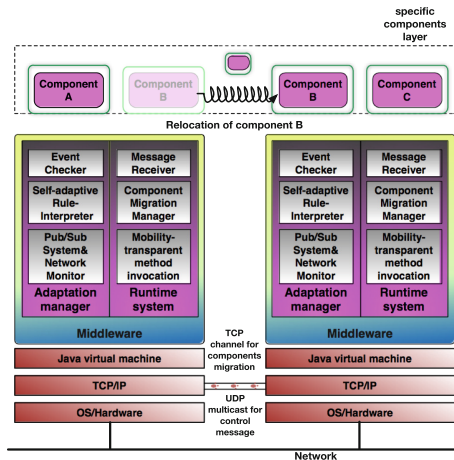 specific
components
layer
Component
A
Component
B
Component
B
Component
C
Relocation of component B
Event
Checker
Message
Receiver
Self-adaptive
Rule-
Interpreter
Component
Migration
Manager
Pub/Sub
System&
Network
Monitor
Mobility-
transparent
method
invocation
Adaptation
manager
Runtime
system
Middleware
Event
Checker
Message
Receiver
Self-adaptive
Rule-
Interpreter
Component
Migration
Manager
Pub/Sub
System&
Network
Monitor
Mobility-
transparent
method
invocation
Adaptation
manager
Runtime
system
Middleware
Java virtual machine
TCP/IP
OS/Hardware
TCP
channel for
components
migration
UDP
multicast for
control
message
Java virtual machine
TCP/IP
OS/Hardware
Network